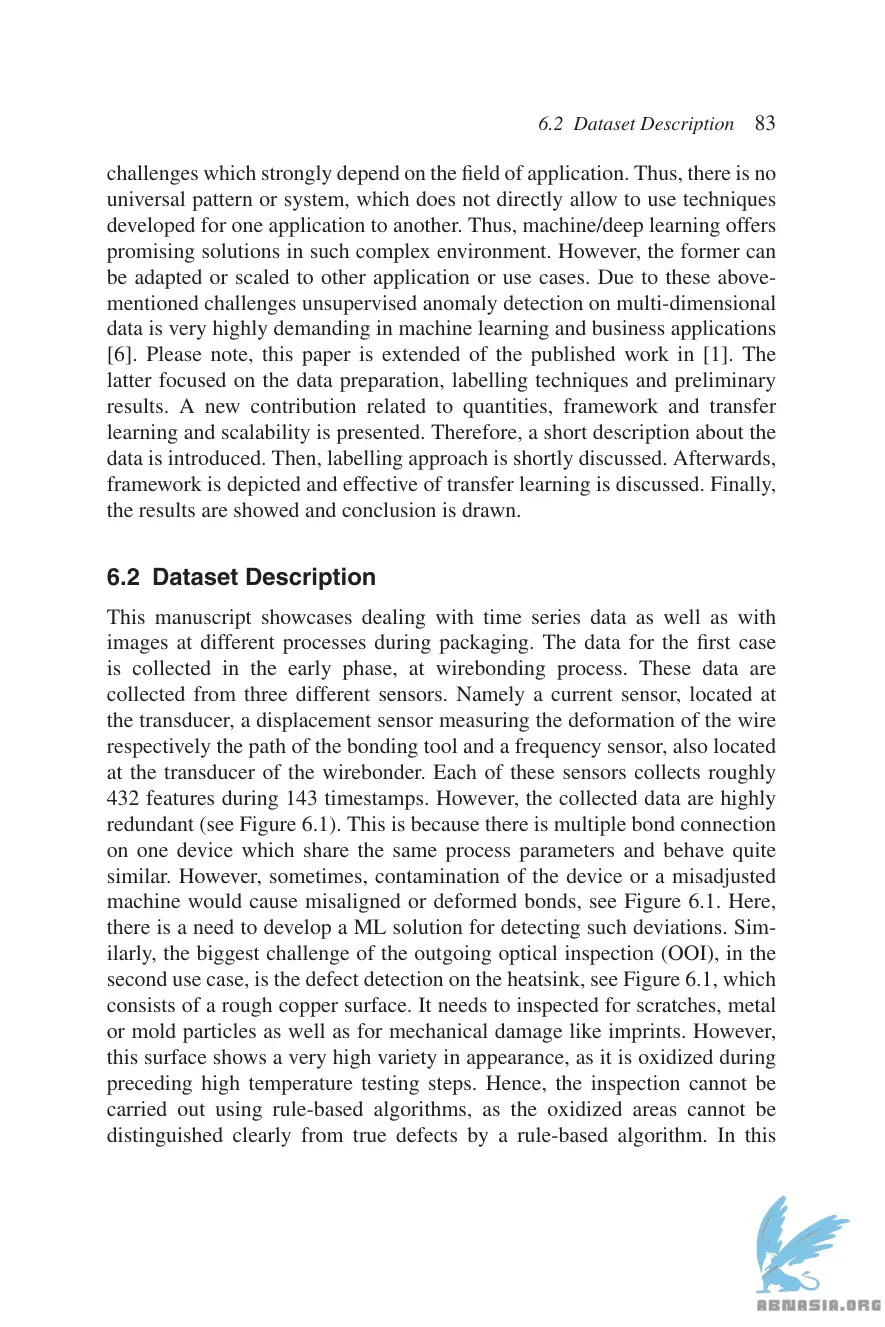 6.2 Dataset Description 83
challenges which strongly depend on the field of application. Thus, there is no
universal pattern or system, which does not directly allow to use techniques
developed for one application to another. Thus, machine/deep learning offers
promising solutions in such complex environment. However, the former can
be adapted or scaled to other application or use cases. Due to these above-
mentioned challenges unsupervised anomaly detection on multi-dimensional
data is very highly demanding in machine learning and business applications
[6]. Please note, this paper is extended of the published work in [1]. The
latter focused on the data preparation, labelling techniques and preliminary
results. A new contribution related to quantities, framework and transfer
learning and scalability is presented. Therefore, a short description about the
data is introduced. Then, labelling approach is shortly discussed. Afterwards,
framework is depicted and effective of transfer learning is discussed. Finally,
the results are showed and conclusion is drawn.
6.2 Dataset Description
This manuscript showcases dealing with time series data as well as with
images at different processes during packaging. The data for the first case
is collected in the early phase, at wirebonding process. These data are
collected from three different sensors. Namely a current sensor, located at
the transducer, a displacement sensor measuring the deformation of the wire
respectively the path of the bonding tool and a frequency sensor, also located
at the transducer of the wirebonder. Each of these sensors collects roughly
432 features during 143 timestamps. However, the collected data are highly
redundant (see Figure 6.1). This is because there is multiple bond connection
on one device which share the same process parameters and behave quite
similar. However, sometimes, contamination of the device or a misadjusted
machine would cause misaligned or deformed bonds, see Figure 6.1. Here,
there is a need to develop a ML solution for detecting such deviations. Sim-
ilarly, the biggest challenge of the outgoing optical inspection (OOI), in the
second use case, is the defect detection on the heatsink, see Figure 6.1, which
consists of a rough copper surface. It needs to inspected for scratches, metal
or mold particles as well as for mechanical damage like imprints. However,
this surface shows a very high variety in appearance, as it is oxidized during
preceding high temperature testing steps. Hence, the inspection cannot be
carried out using rule-based algorithms, as the oxidized areas cannot be
distinguished clearly from true defects by a rule-based algorithm. In this
ABNASIA.ORG